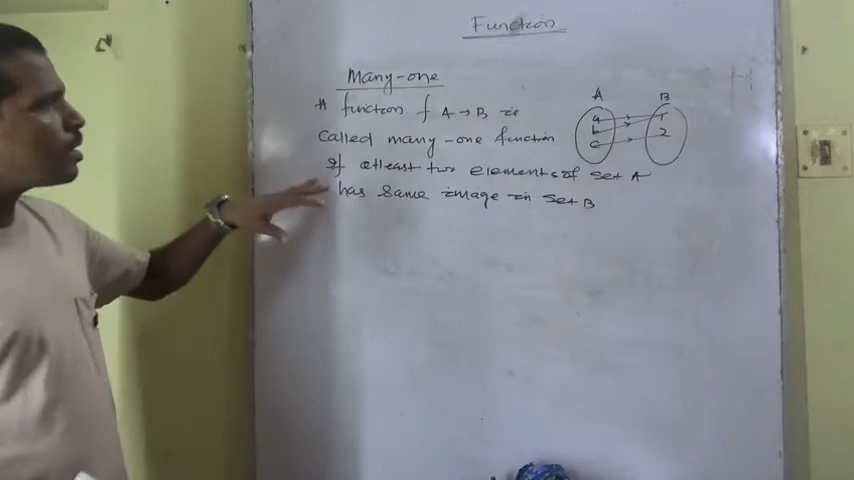 Function
Many-one
A function f A → B is
called many-one function
if atleast two elements of set A
has same image in set B
A B
a 1
b 2
c